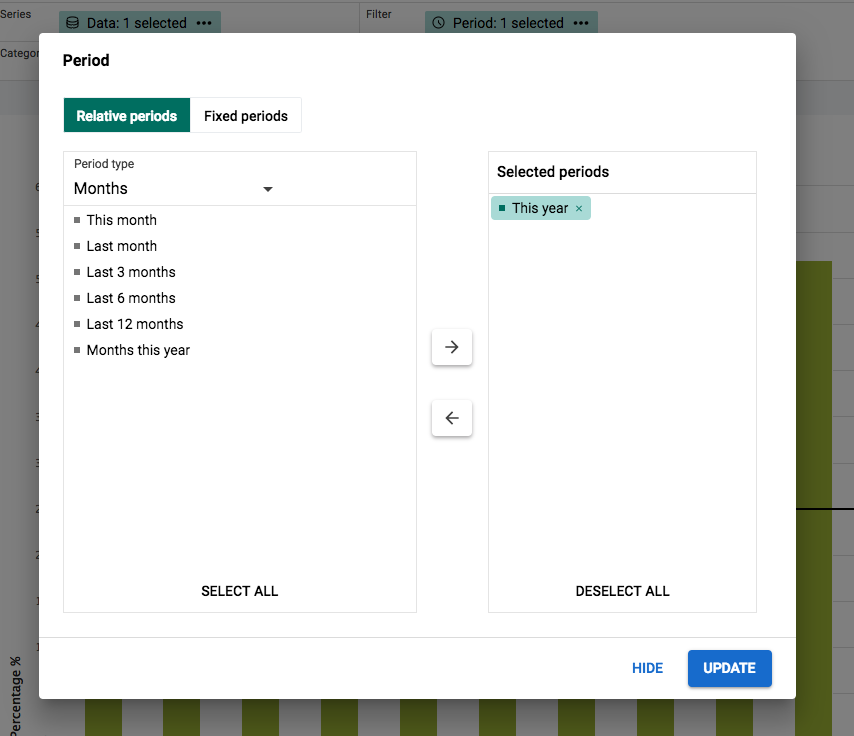 Series
Data: 1 selected
Filter
Period: 1 selected
Period
Relative periods
Fixed periods
Period type
Months
This month
Last month
Last 3 months
Last 6 months
Last 12 months
Months this year
SELECT ALL
Selected periods
This year ×
DESELECT ALL
HIDE
UPDATE
Percentage %